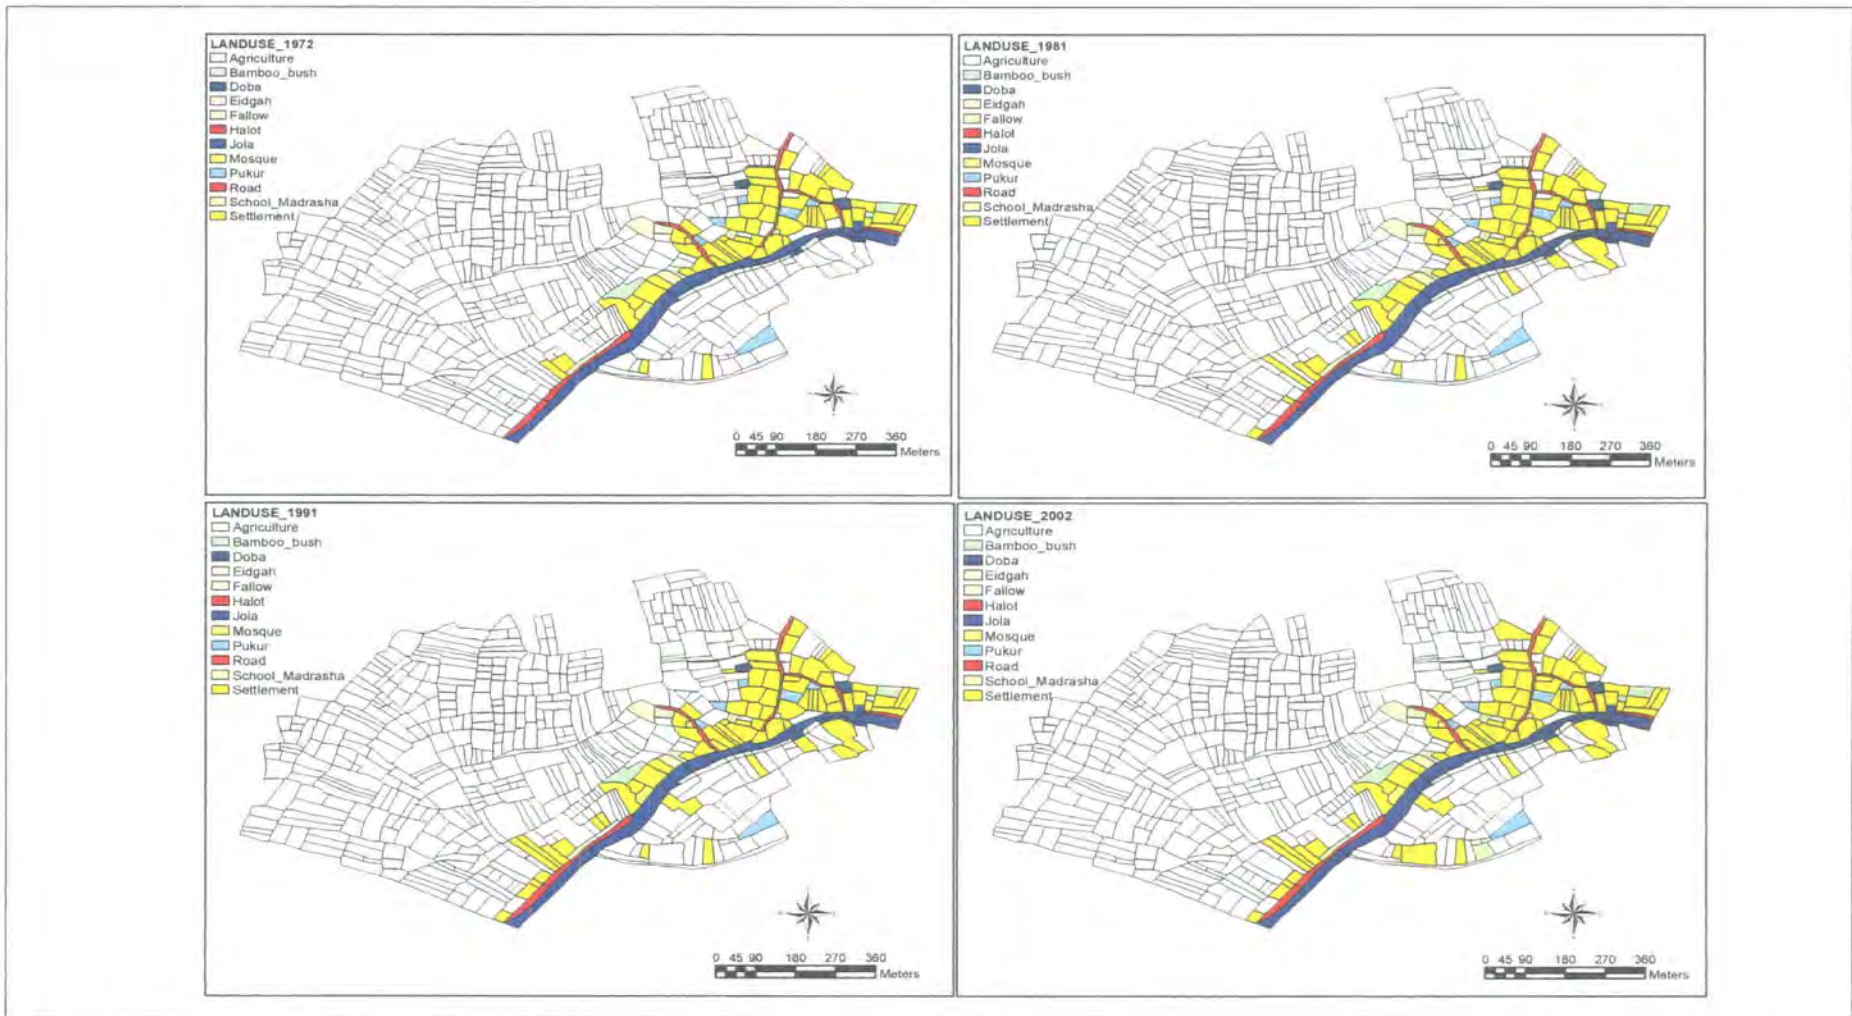 LANDUSE_1972
Agriculture
Bamboo_bush
Doba
Eidgah
Fallow
Halot
Jola
Mosque
Pukur
Road
School_Madrasha
Settlement
0 45 90 180 270 360
Meters
LANDUSE_1981
Agriculture
Bamboo_bush
Doba
Eidgah
Fallow
Halot
Jola
Mosque
Pukur
Road
School_Madrasha
Settlement
0 45 90 180 270 360
Meters
LANDUSE_1991
Agriculture
Bamboo_bush
Doba
Eidgah
Fallow
Halot
Jola
Mosque
Pukur
Road
School_Madrasha
Settlement
0 45 90 180 270 360
Meters
LANDUSE_2002
Agriculture
Bamboo_bush
Doba
Eidgah
Fallow
Halot
Jola
Mosque
Pukur
Road
School_Madrasha
Settlement
0 45 90 180 270 360
Meters